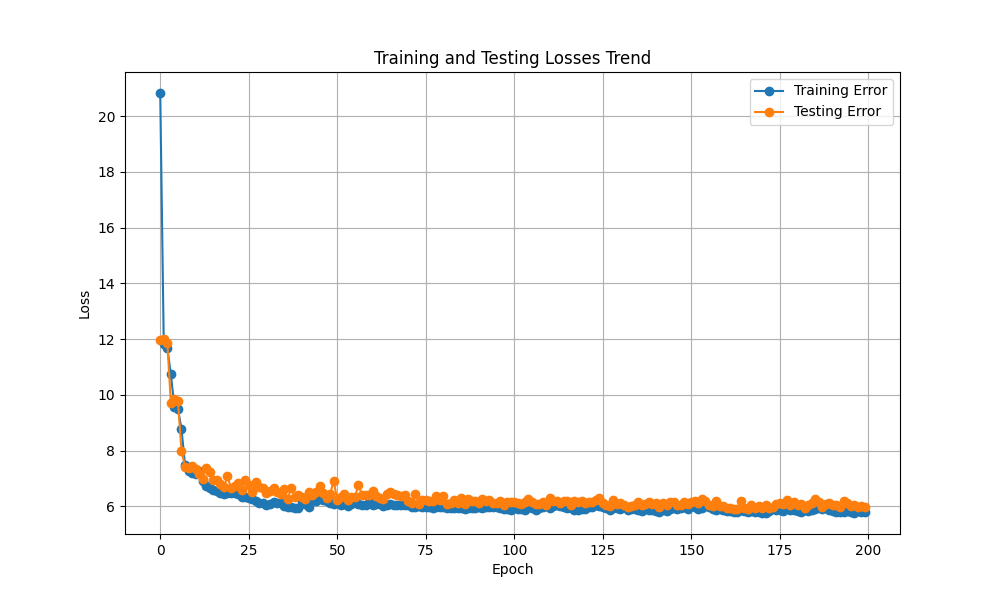 Training and Testing Losses Trend
Training Error
Testing Error
20
18
16
14
12
10
8
6
Loss
0 25 50 75 100 125 150 175 200
Epoch